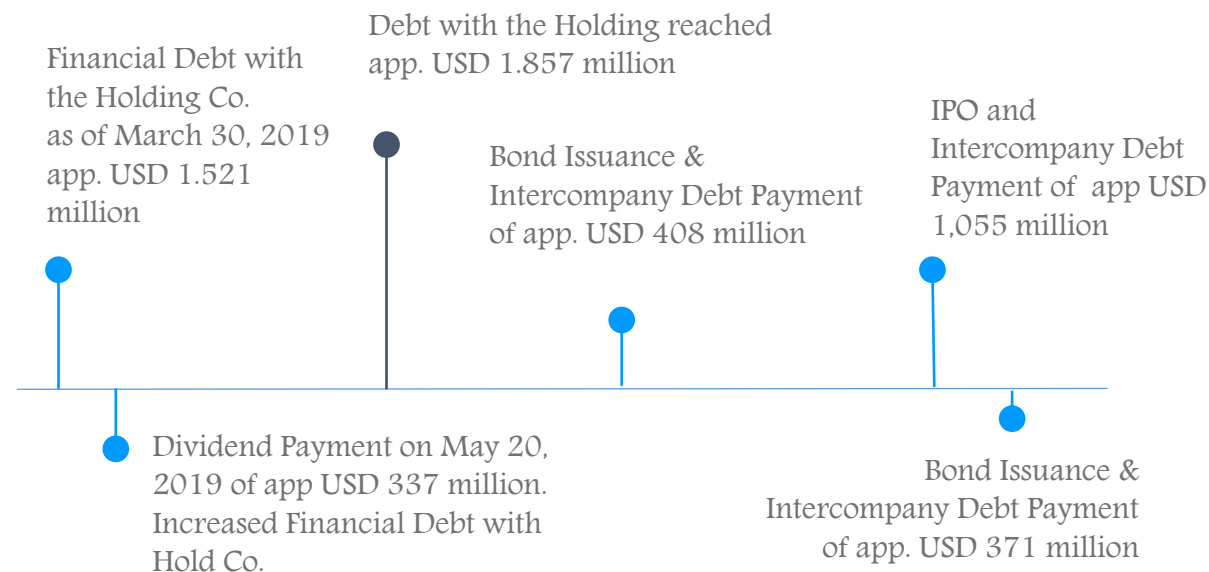 Financial Debt with
the Holding Co.
as of March 30, 2019
app. USD 1.521
million
Dividend Payment on May 20,
2019 of app USD 337 million.
Increased Financial Debt with
Hold Co.
Debt with the Holding reached
app. USD 1.857 million
Bond Issuance &
Intercompany Debt Payment
of app. USD 408 million
IPO and
Intercompany Debt
Payment of app USD
1,055 million
Bond Issuance &
Intercompany Debt Payment
of app. USD 371 million